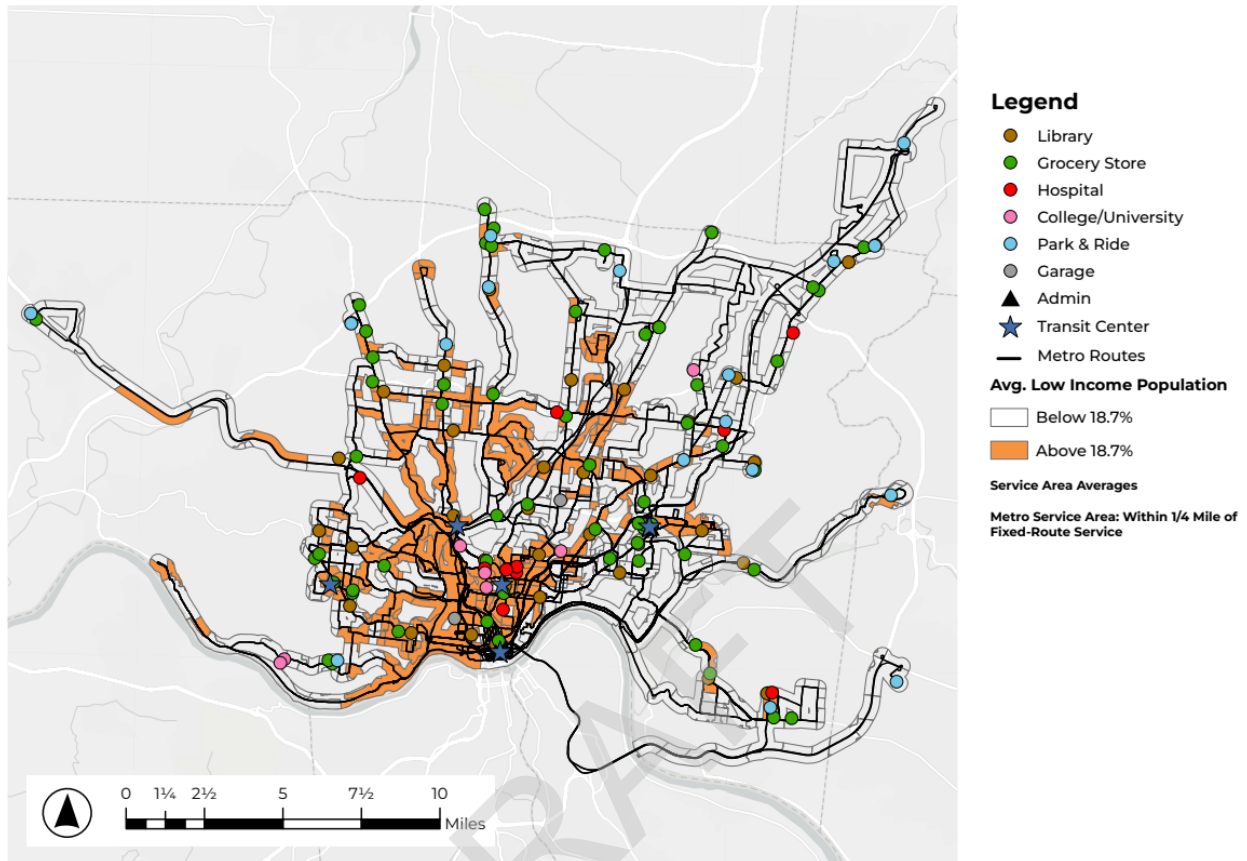 Legend
Library
Grocery Store
Hospital
College/University
Park & Ride
Garage
Admin
Transit Center
Metro Routes
Avg. Low Income Population
Below 18.7%
Above 18.7%
Service Area Averages
Metro Service Area: Within 1/4 Mile of
Fixed-Route Service
0 1¼ 2½ 5 7½ 10
Miles
DRAFT